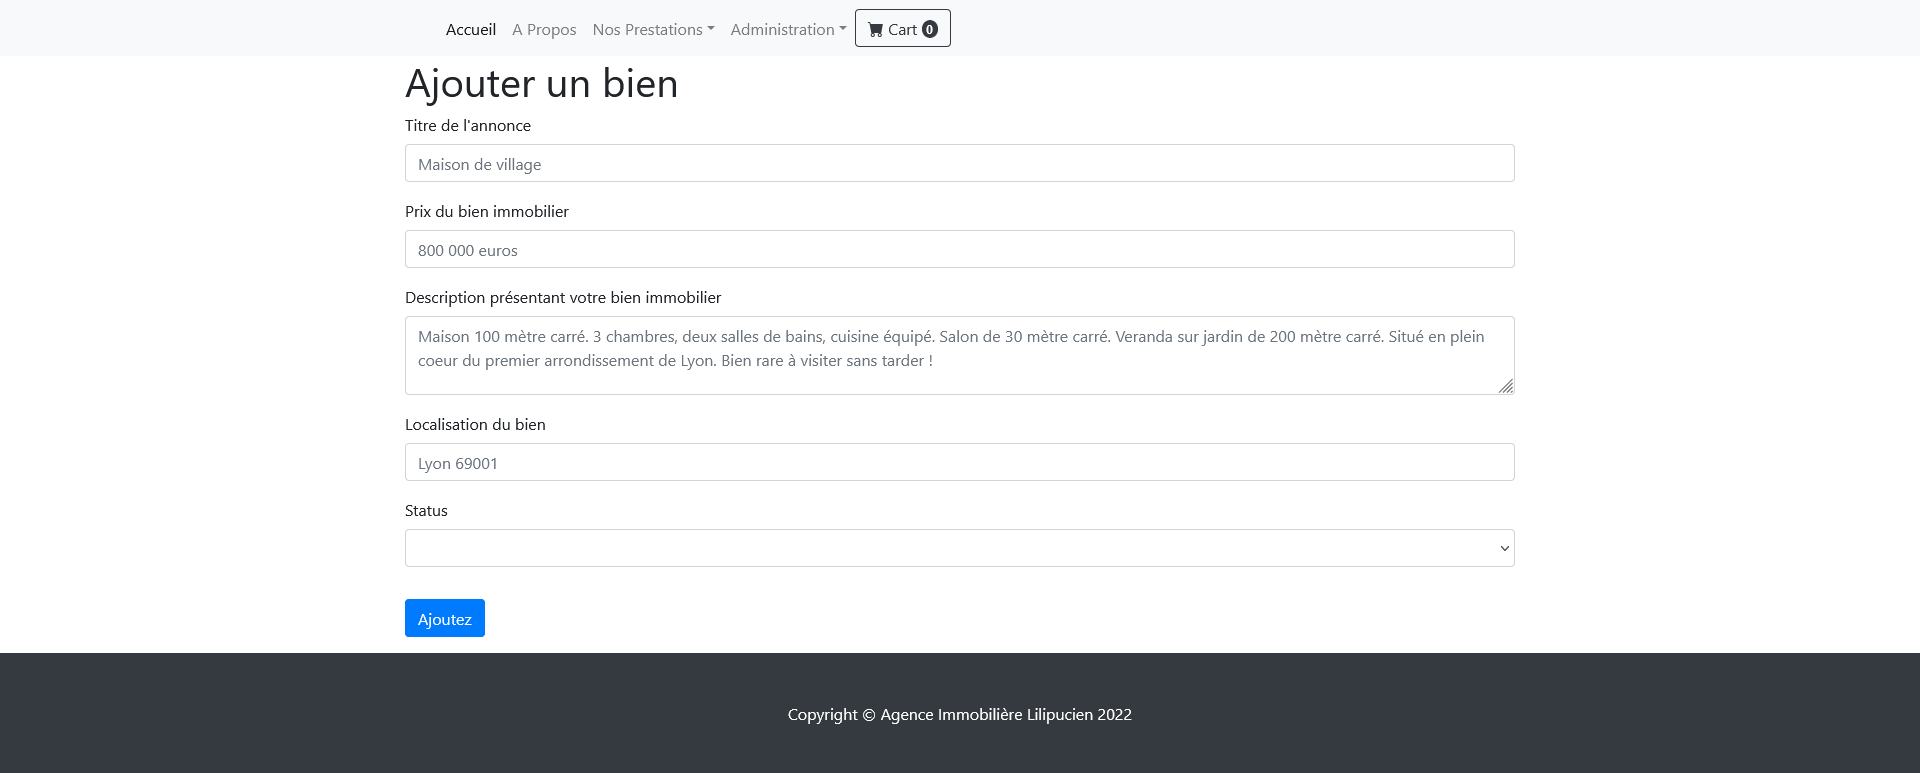 Accueil A Propos Nos Prestations Administration Cart 0
Ajouter un bien
Titre de l'annonce
Maison de village
Prix du bien immobilier
800 000 euros
Description présentant votre bien immobilier
Maison 100 mètre carré. 3 chambres, deux salles de bains, cuisine équipé. Salon de 30 mètre carré. Veranda sur jardin de 200 mètre carré. Situé en plein
coeur du premier arrondissement de Lyon. Bien rare à visiter sans tarder !
Localisation du bien
Lyon 69001
Status
Ajoutez
Copyright © Agence Immobilière Lilipucien 2022